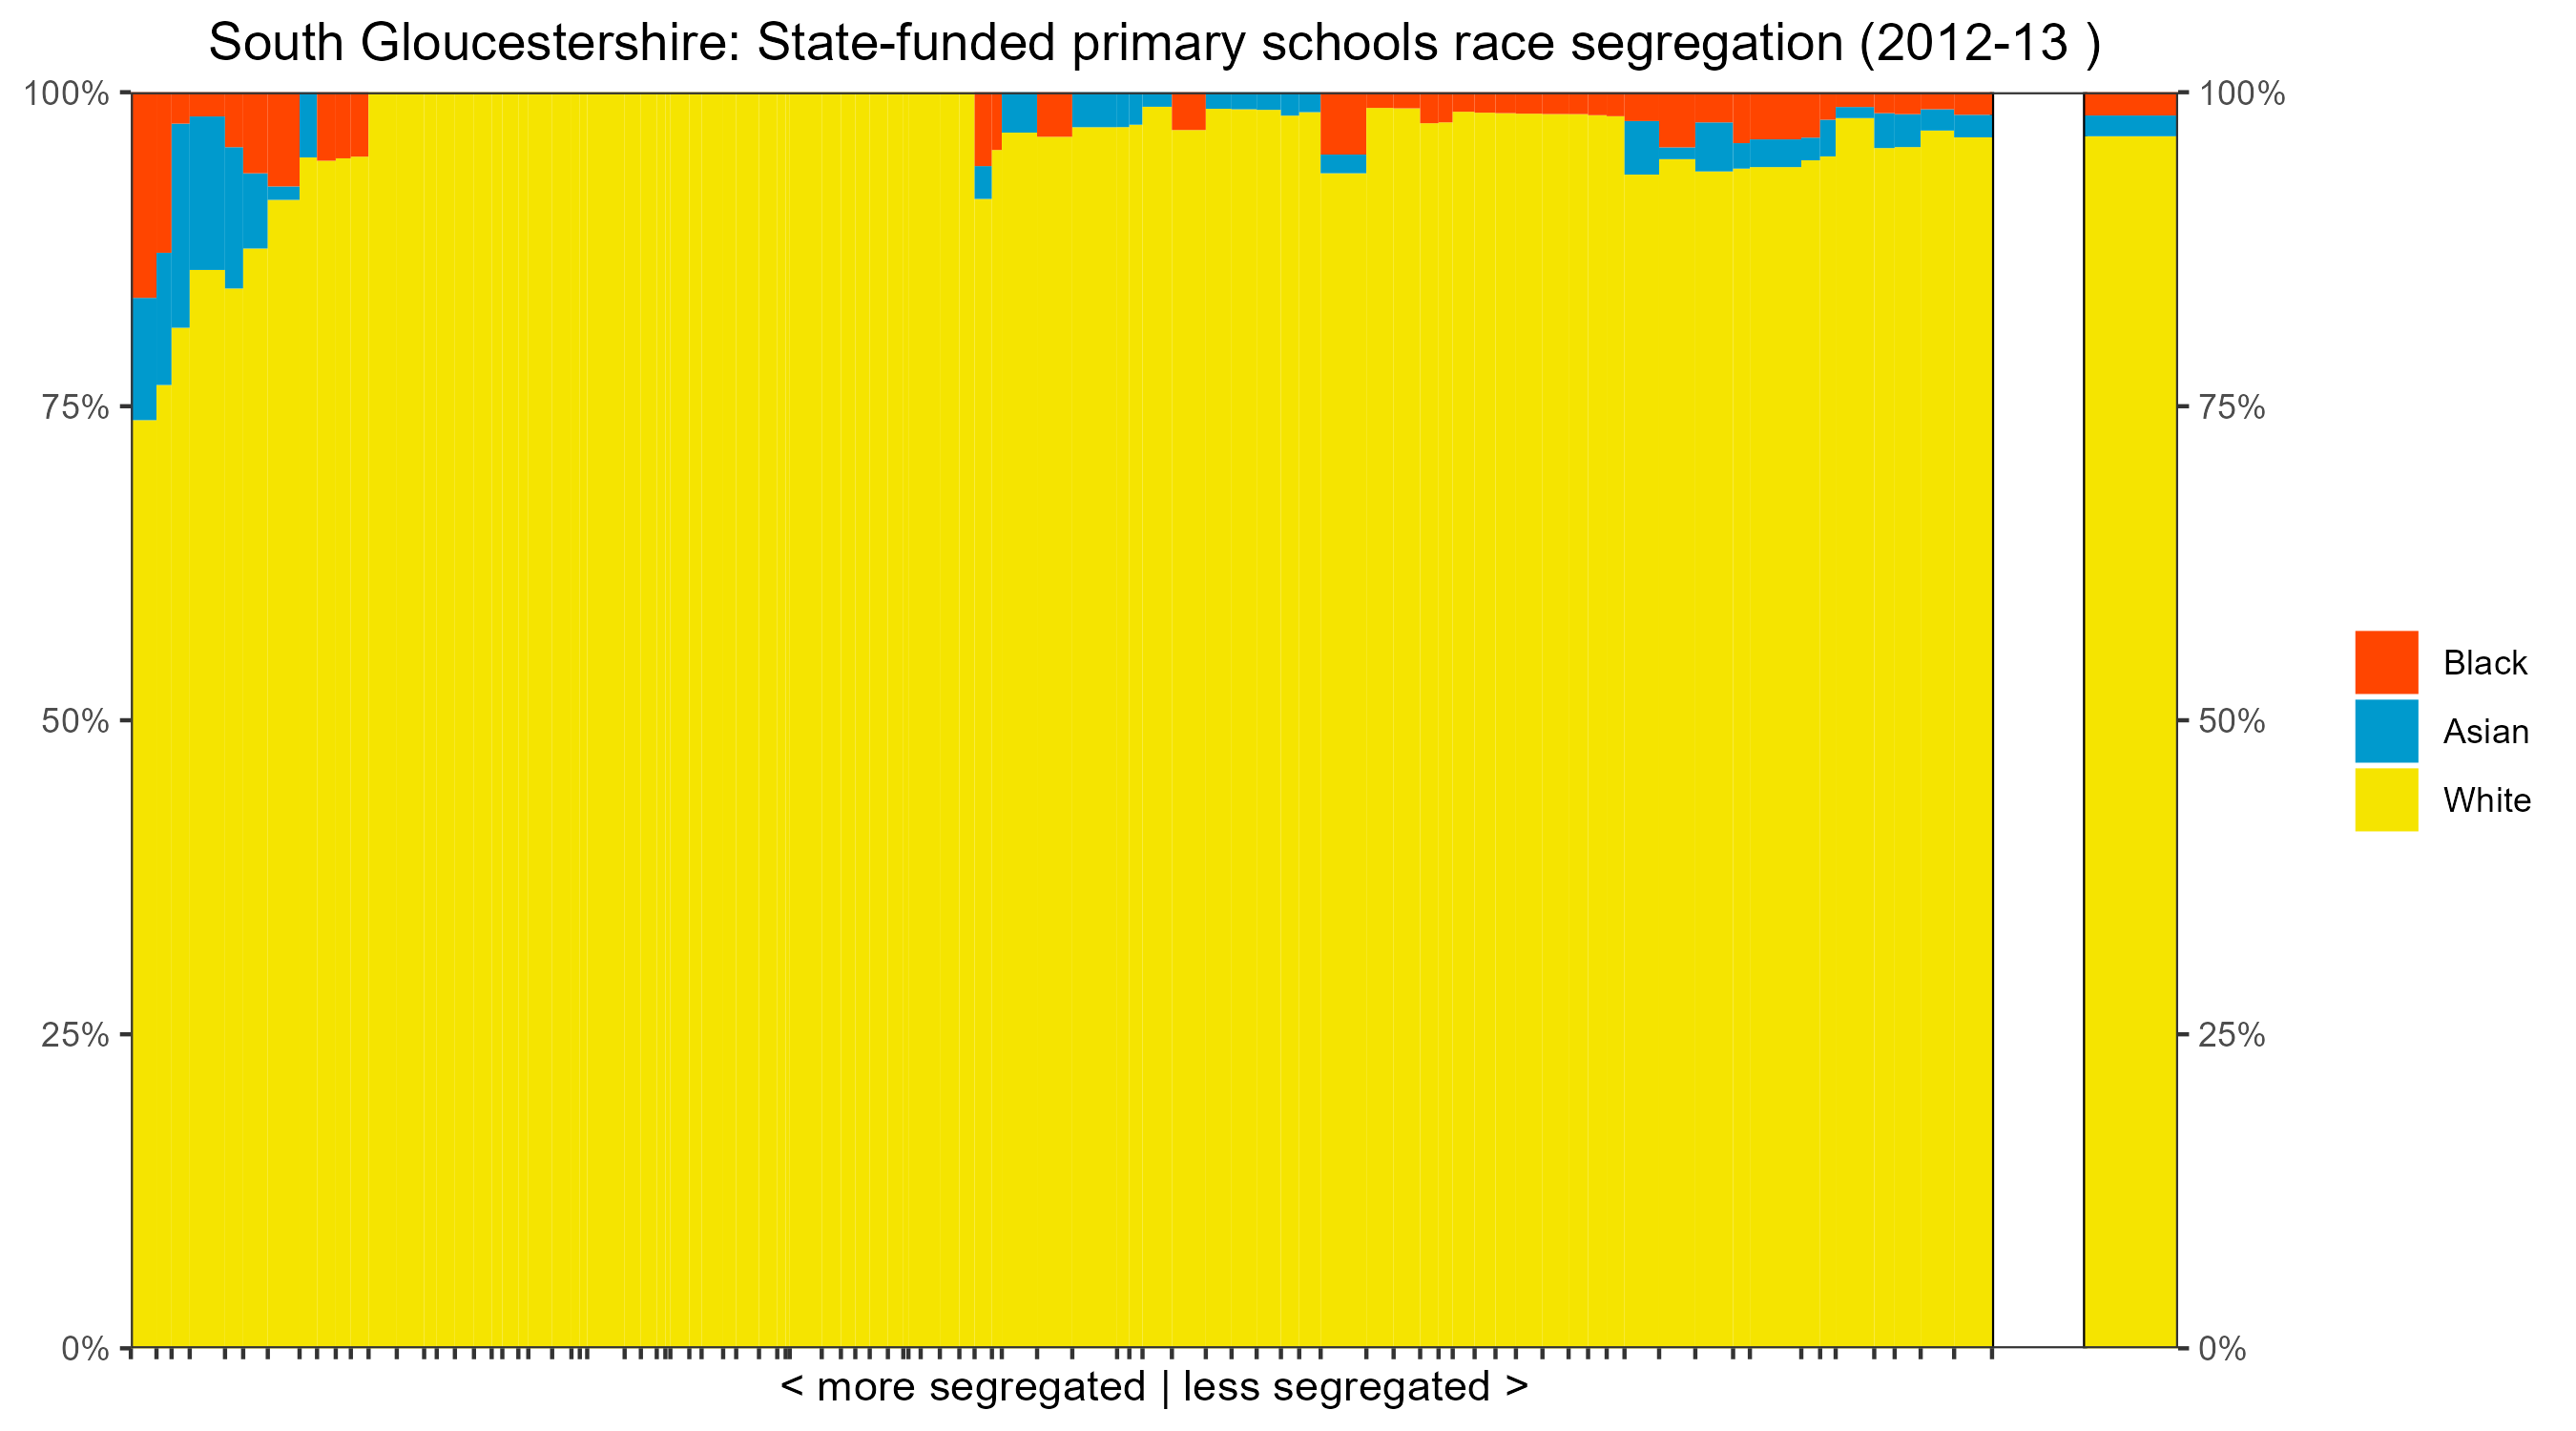 South Gloucestershire: State-funded primary schools race segregation (2012-13 )
100%
75%
50%
25%
0%
100%
75%
50%
25%
0%
Black
Asian
White
< more segregated | less segregated >